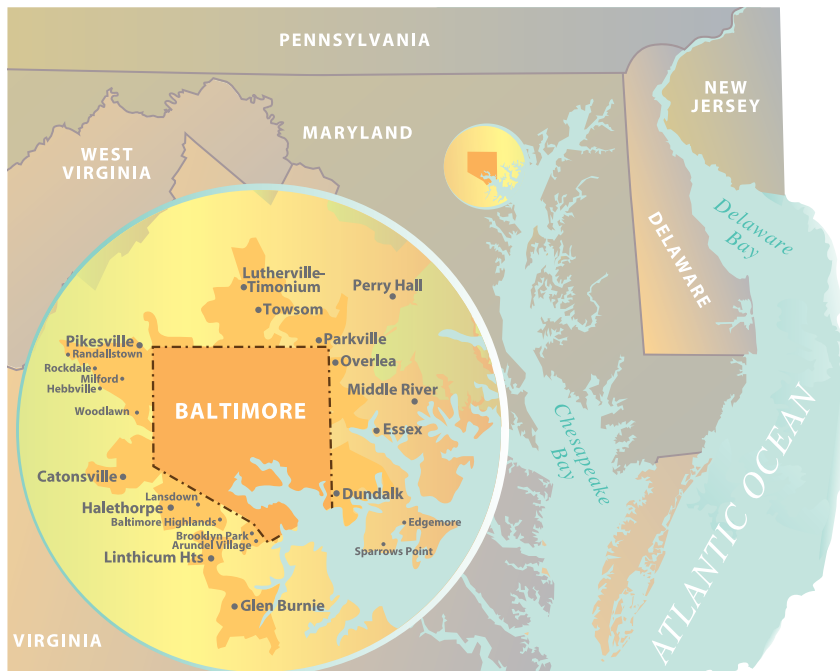 PENNSYLVANIA
NEW
JERSEY
MARYLAND
WEST
VIRGINIA
Delaware
Bay
DELAWARE
Lutherville-
Timonium
Perry Hall
Towsom
Pikesville
Parkville
Randallstown
Overlea
Rockdale
Milford
Hebbville
Middle River
Woodlawn
BALTIMORE
Essex
Chesapeake
Bay
ATLANTIC OCEAN
Catonsville
Dundalk
Lansdown
Halethorpe
Baltimore Highlands
Edgemore
Brooklyn Park
Arundel Village
Sparrows Point
Linthicum Hts
Glen Burnie
VIRGINIA